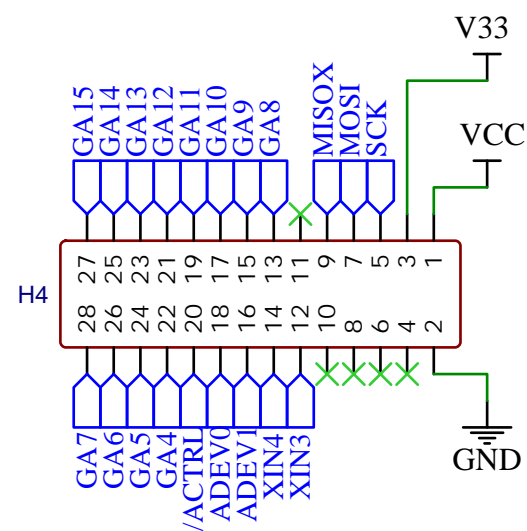 V33
VCC
GA15
GA14
GA13
GA12
GA11
GA10
GA9
GA8
MISOX
MOSI
SCK
H4
27 25 23 21 19 17 15 13 11 9 7 5 3 1
28 26 24 22 20 18 16 14 12 10 8 6 4 2
GA7
GA6
GA5
GA4
/ACTRL
ADEV0
ADEV1
XIN4
XIN3
GND